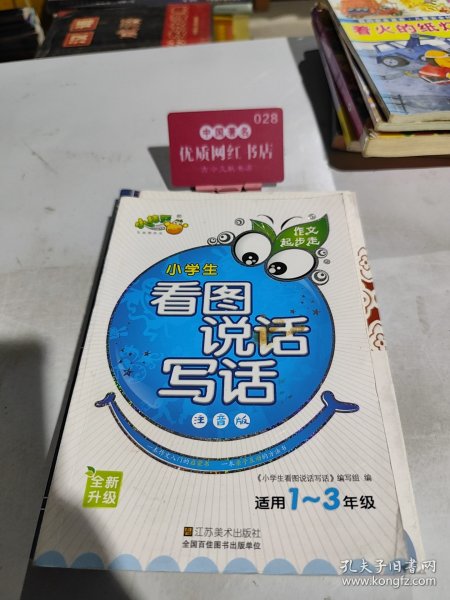 看火的纸灯
028
中国著名
优质网红书店
作文
起步走
小学生
看图
说话
写话
注音版
全新
升级
《小学生看图说话写话》编写组 编
适用1~3年级
江苏美术出版社
全国百佳图书出版单位
孔夫子旧书网
www.kongfz.com